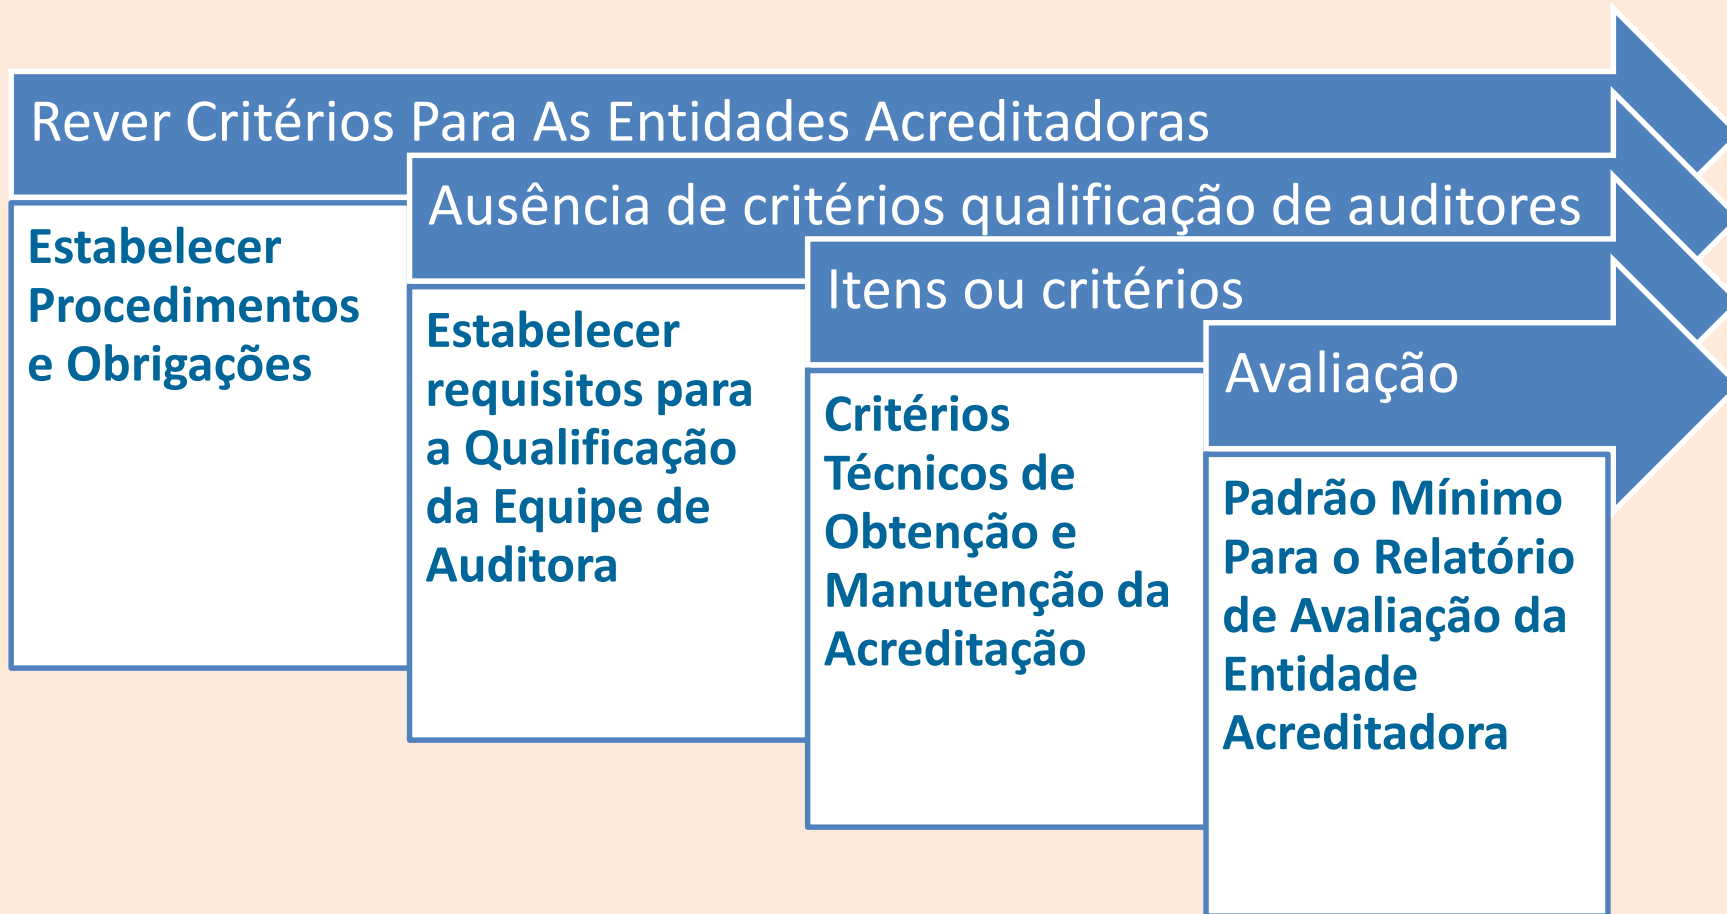 Rever Critérios Para As Entidades Acreditadoras
Estabelecer
Procedimentos
e Obrigações
Ausência de critérios qualificação de auditores
Estabelecer
requisitos para
a Qualificação
da Equipe de
Auditora
Itens ou critérios
Critérios
Técnicos de
Obtenção e
Manutenção da
Acreditação
Avaliação
Padrão Mínimo
Para o Relatório
de Avaliação da
Entidade
Acreditadora